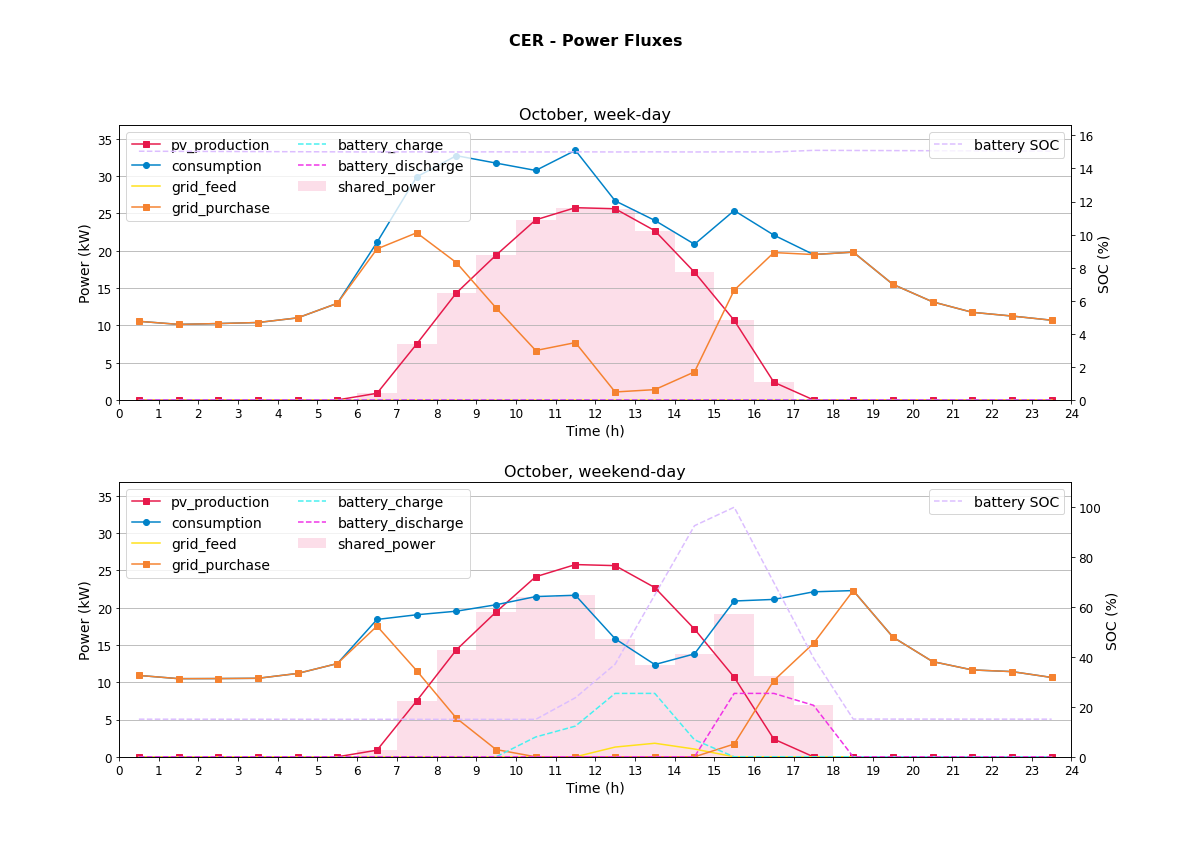 CER - Power Fluxes
October, week-day
pv_production
consumption
grid_feed
grid_purchase
battery_charge
battery_discharge
shared_power
battery SOC
Power (kW)
35
30
25
20
15
10
5
0
16
14
12
10
8
6
4
2
0
SOC (%)
0 1 2 3 4 5 6 7 8 9 10 11 12 13 14 15 16 17 18 19 20 21 22 23 24
Time (h)
October, weekend-day
pv_production
consumption
grid_feed
grid_purchase
battery_charge
battery_discharge
shared_power
battery SOC
Power (kW)
35
30
25
20
15
10
5
0
100
80
60
40
20
0
SOC (%)
0 1 2 3 4 5 6 7 8 9 10 11 12 13 14 15 16 17 18 19 20 21 22 23 24
Time (h)